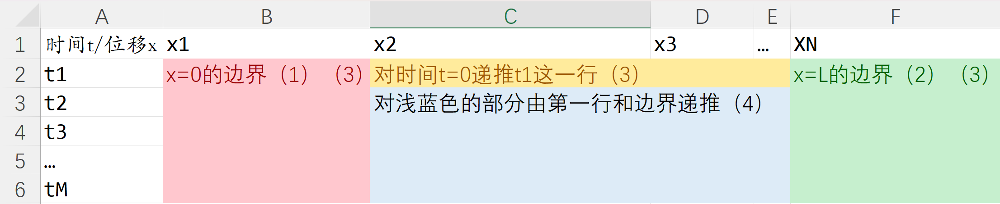 A B C D E F
1 时间t/位移x x1 x2 x3 … XN
2 t1 x=0的边界（1）（3） 对时间t=0递推t1这一行（3） x=L的边界（2）（3）
3 t2 对浅蓝色的部分由第一行和边界递推（4）
4 t3
5 …
6 tM